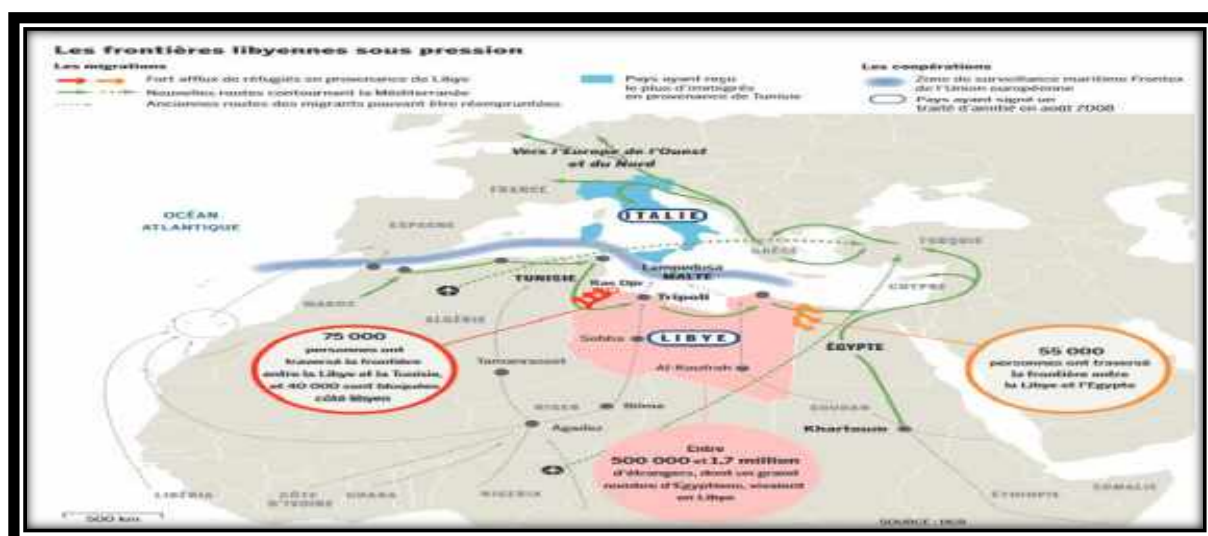 Les frontières libyennes sous pression
Les migrations
Fort afflux de réfugiés en provenance de Libye
Nouvelles routes contournant la Méditerranée
Anciennes routes des migrants pouvant être réempruntées
Pays ayant reçu
le plus d'immigrés
en provenance de Tunisie
Les coopérations
Zone de surveillance maritime Frontex
de l'Union européenne
Pays ayant signé un
traité d'amitié en août 2008
Vers l'Europe de l'Ouest
et du Nord
FRANCE
OCÉAN
ATLANTIQUE
ITALIE
ESPAGNE
GRÈCE
TURQUIE
TUNISIE
Lampedusa
MALTE
Ras Djir
CHYPRE
MAROC
Tripoli
ALGÉRIE
75 000
personnes ont
traversé la frontière
entre la Libye et la Tunisie,
et 40 000 sont bloquées
côté libyen
Sebha
LIBYE
ÉGYPTE
55 000
personnes ont traversé
la frontière entre
la Libye et l'Egypte
Tamanrasset
Al-Koufrah
NIGER
Bilma
SOUDAN
Agadez
Khartoum
Entre
500 000 et 1,7 million
d'étrangers, dont un grand
nombre d'Egyptiens, vivaient
en Libye
LIBÉRIA
CÔTE
D'IVOIRE
GHANA
NIGERIA
ÉTHIOPIE
SOMALIE
500 km